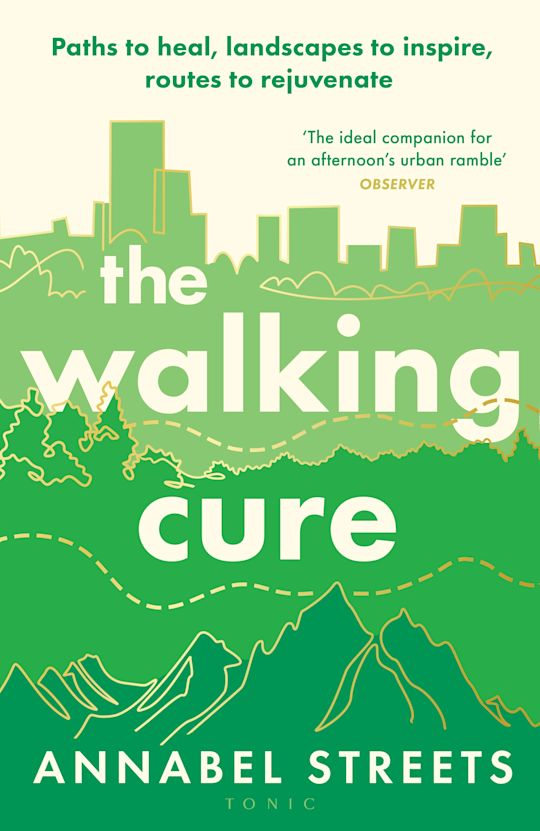 Paths to heal, landscapes to inspire,
routes to rejuvenate
‘The ideal companion for
an afternoon’s urban ramble’
OBSERVER
the
walking
cure
ANNABEL STREETS
TONIC